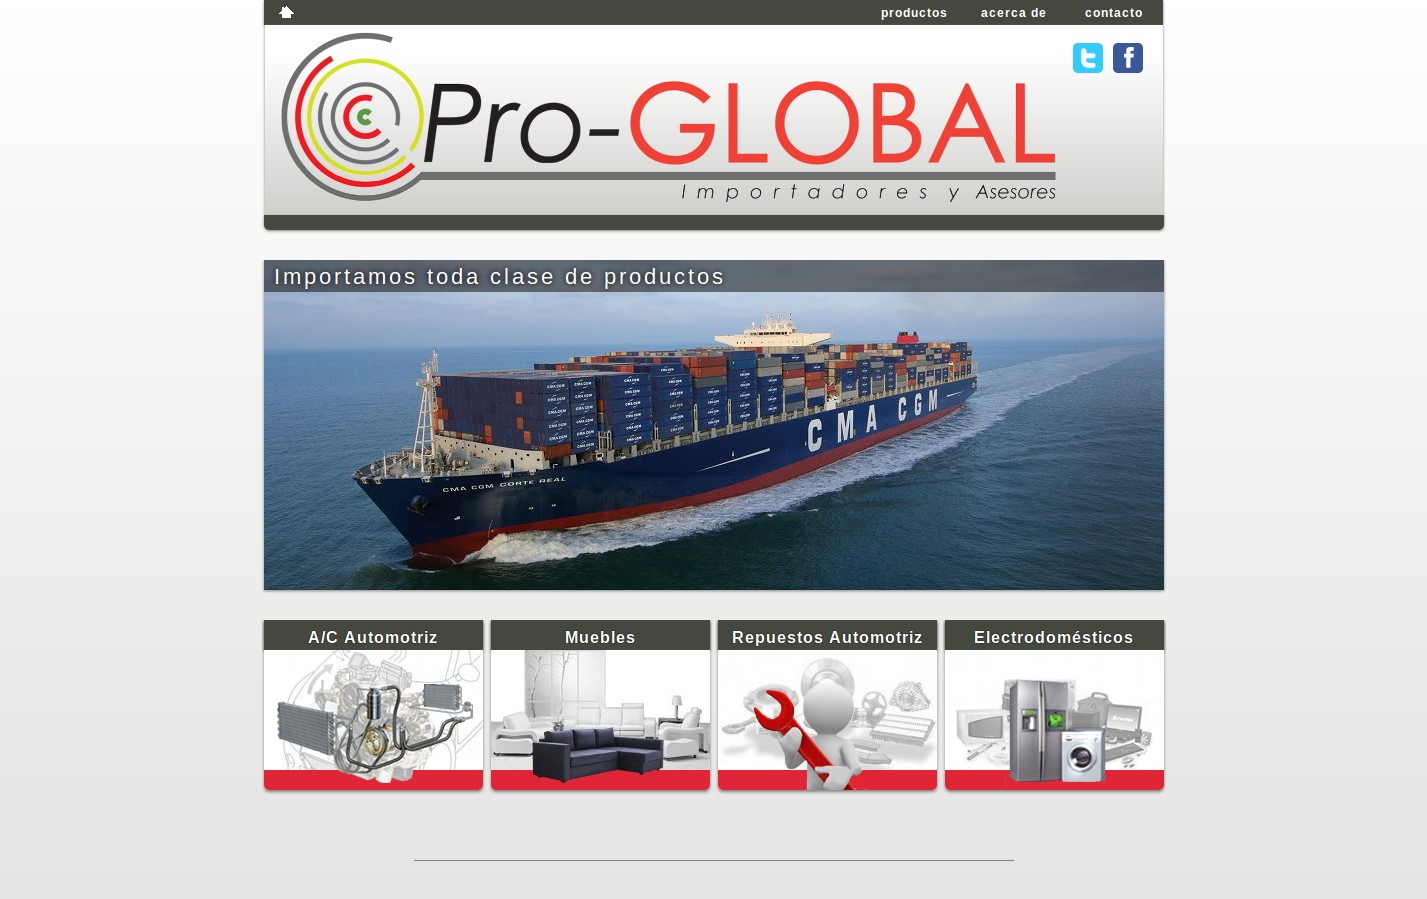 productos acerca de contacto
Pro-GLOBAL
Importadores y Asesores
Importamos toda clase de productos
CMA CGM
CMA CGM CORTE REAL
A/C Automotriz
Muebles
Repuestos Automotriz
Electrodomésticos